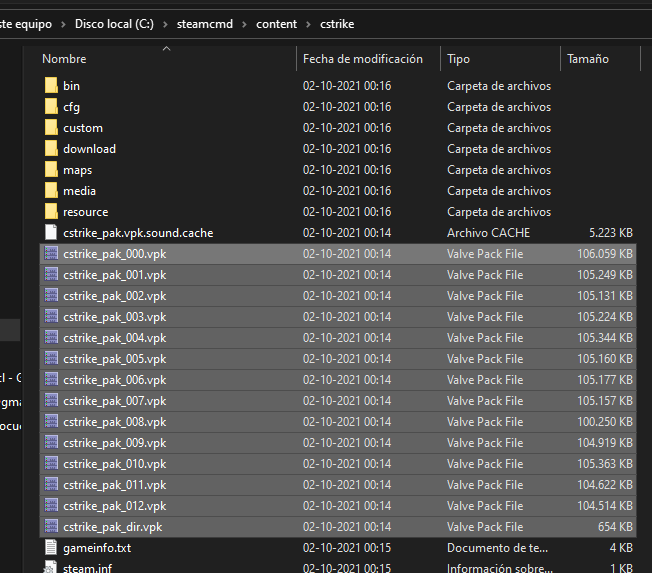 ste equipo > Disco local (C:) > steamcmd > content > cstrike
Nombre Fecha de modificación Tipo Tamaño
bin 02-10-2021 00:16 Carpeta de archivos
cfg 02-10-2021 00:16 Carpeta de archivos
custom 02-10-2021 00:16 Carpeta de archivos
download 02-10-2021 00:16 Carpeta de archivos
maps 02-10-2021 00:16 Carpeta de archivos
media 02-10-2021 00:16 Carpeta de archivos
resource 02-10-2021 00:16 Carpeta de archivos
cstrike_pak.vpk.sound.cache 02-10-2021 00:14 Archivo CACHE 5.223 KB
cstrike_pak_000.vpk 02-10-2021 00:14 Valve Pack File 106.059 KB
cstrike_pak_001.vpk 02-10-2021 00:14 Valve Pack File 105.249 KB
cstrike_pak_002.vpk 02-10-2021 00:14 Valve Pack File 105.131 KB
cstrike_pak_003.vpk 02-10-2021 00:14 Valve Pack File 105.224 KB
cstrike_pak_004.vpk 02-10-2021 00:14 Valve Pack File 105.344 KB
cstrike_pak_005.vpk 02-10-2021 00:14 Valve Pack File 105.160 KB
cl - G cstrike_pak_006.vpk 02-10-2021 00:14 Valve Pack File 105.177 KB
@gma cstrike_pak_007.vpk 02-10-2021 00:14 Valve Pack File 105.157 KB
ocue cstrike_pak_008.vpk 02-10-2021 00:14 Valve Pack File 100.250 KB
cstrike_pak_009.vpk 02-10-2021 00:14 Valve Pack File 104.919 KB
cstrike_pak_010.vpk 02-10-2021 00:14 Valve Pack File 105.363 KB
cstrike_pak_011.vpk 02-10-2021 00:14 Valve Pack File 104.622 KB
cstrike_pak_012.vpk 02-10-2021 00:14 Valve Pack File 104.514 KB
cstrike_pak_dir.vpk 02-10-2021 00:14 Valve Pack File 654 KB
gameinfo.txt 02-10-2021 00:15 Documento de te... 4 KB
steam.inf 02-10-2021 00:15 Información sobre... 1 KB